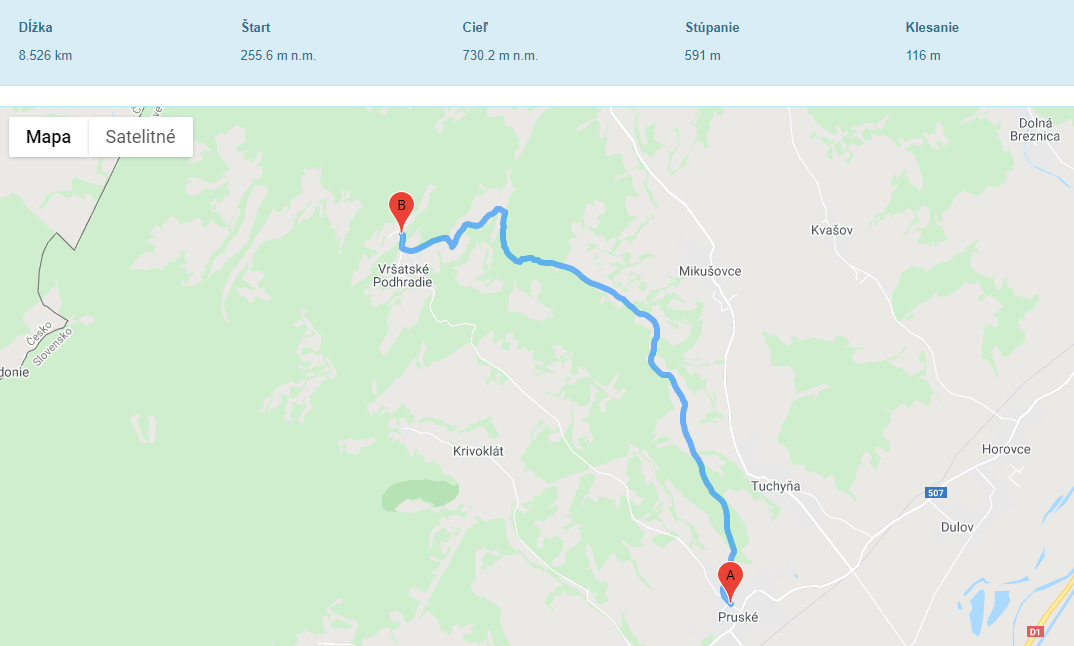 Dĺžka
Štart
Cieľ
Stúpanie
Klesanie
8.526 km
255.6 m n.m.
730.2 m n.m.
591 m
116 m
Mapa
Satelitné
Dolná
Breznica
B
Kvašov
Mikušovce
Vršatské
Podhradie
Česko
Slovensko
donie
Krivoklát
Horovce
Tuchyňa
507
Dulov
A
Pruské
D1